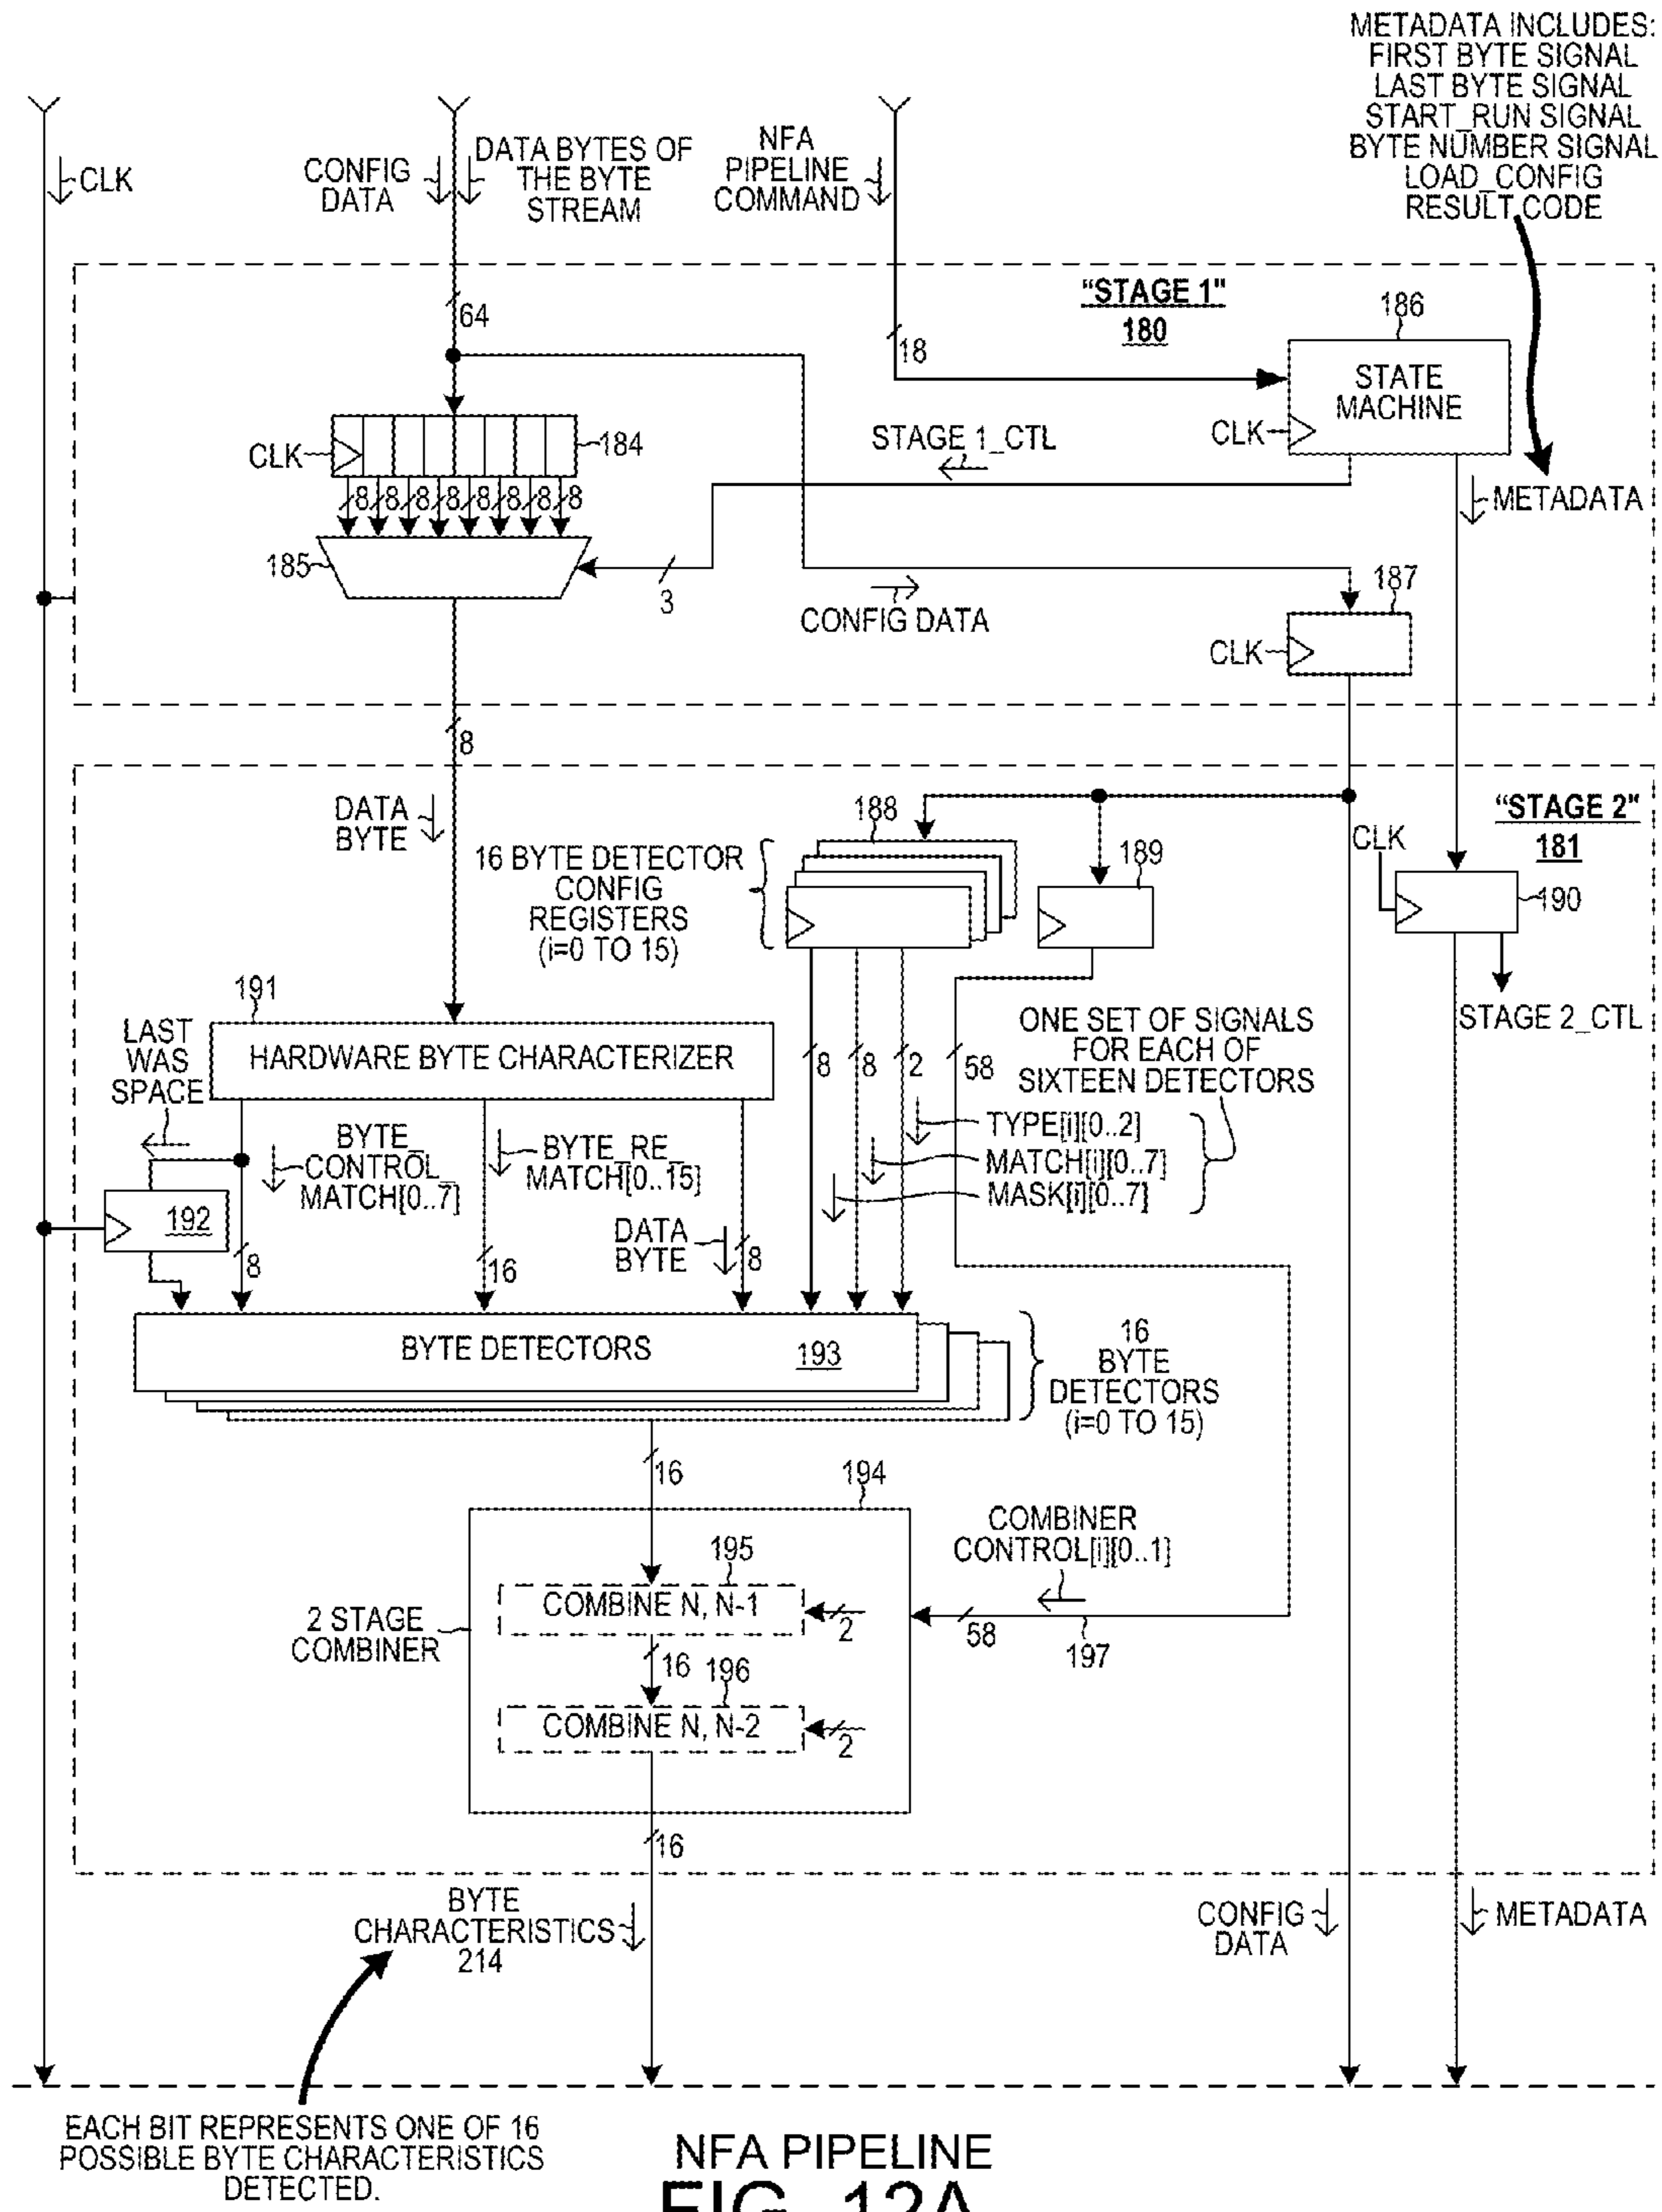 METADATA INCLUDES:
FIRST BYTE SIGNAL
LAST BYTE SIGNAL
START_RUN SIGNAL
BYTE NUMBER SIGNAL
LOAD_CONFIG
RESULT CODE
CLK
CONFIG
DATA
DATA BYTES OF
THE BYTE
STREAM
NFA
PIPELINE
COMMAND
"STAGE 1"
180
64
18
186
STATE
MACHINE
CLK
184
CLK
STAGE 1_CTL
METADATA
8 8 8 8 8 8 8 8
185
3
CONFIG DATA
187
CLK
8
DATA
BYTE
"STAGE 2"
181
188
16 BYTE DETECTOR
CONFIG
REGISTERS
(i=0 TO 15)
189
CLK
190
STAGE 2_CTL
191
HARDWARE BYTE CHARACTERIZER
LAST
WAS
SPACE
8 8 2 58
ONE SET OF SIGNALS
FOR EACH OF
SIXTEEN DETECTORS
TYPE[i][0..2]
MATCH[i][0..7]
MASK[i][0..7]
BYTE_
CONTROL_
MATCH[0..7]
BYTE_RE_
MATCH[0..15]
192
8
16
DATA
BYTE
8
BYTE DETECTORS 193
16
BYTE
DETECTORS
(i=0 TO 15)
16
194
2 STAGE
COMBINER
195
COMBINE N, N-1
2
16
196
COMBINE N, N-2
2
COMBINER
CONTROL[i][0..1]
58
197
16
BYTE
CHARACTERISTICS
214
CONFIG
DATA
METADATA
EACH BIT REPRESENTS ONE OF 16
POSSIBLE BYTE CHARACTERISTICS
DETECTED.
NFA PIPELINE
FIG. 12A